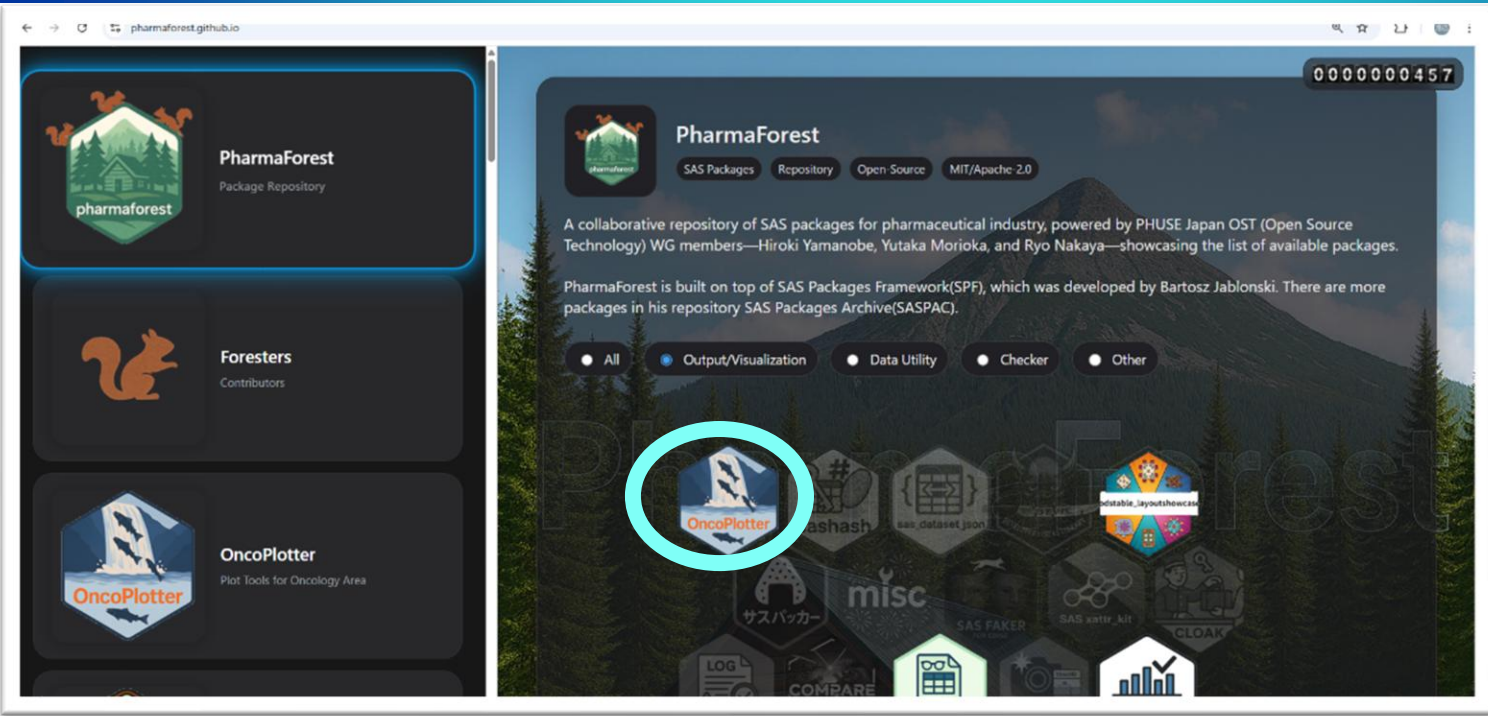 pharmaforest.github.io
0000000457
pharmaforest
PharmaForest
Package Repository
Foresters
Contributors
OncoPlotter
OncoPlotter
Plot Tools for Oncology Area
pharmaforest
PharmaForest
SAS Packages
Repository
Open-Source
MIT/Apache 2.0
A collaborative repository of SAS packages for pharmaceutical industry, powered by PHUSE Japan OST (Open Source
Technology) WG members—Hiroki Yamanobe, Yutaka Morioka, and Ryo Nakaya—showcasing the list of available packages.
PharmaForest is built on top of SAS Packages Framework(SPF), which was developed by Bartosz Jablonski. There are more
packages in his repository SAS Packages Archive(SASPAC).
All
Output/Visualization
Data Utility
Checker
Other
PharmaForest
OncoPlotter
ashash
sas_dataset_json
odstable_layoutshowcase
サスパッカー
misc
SAS FAKER
SAS xattr_kit
CLOAK
LOG
COMPARE